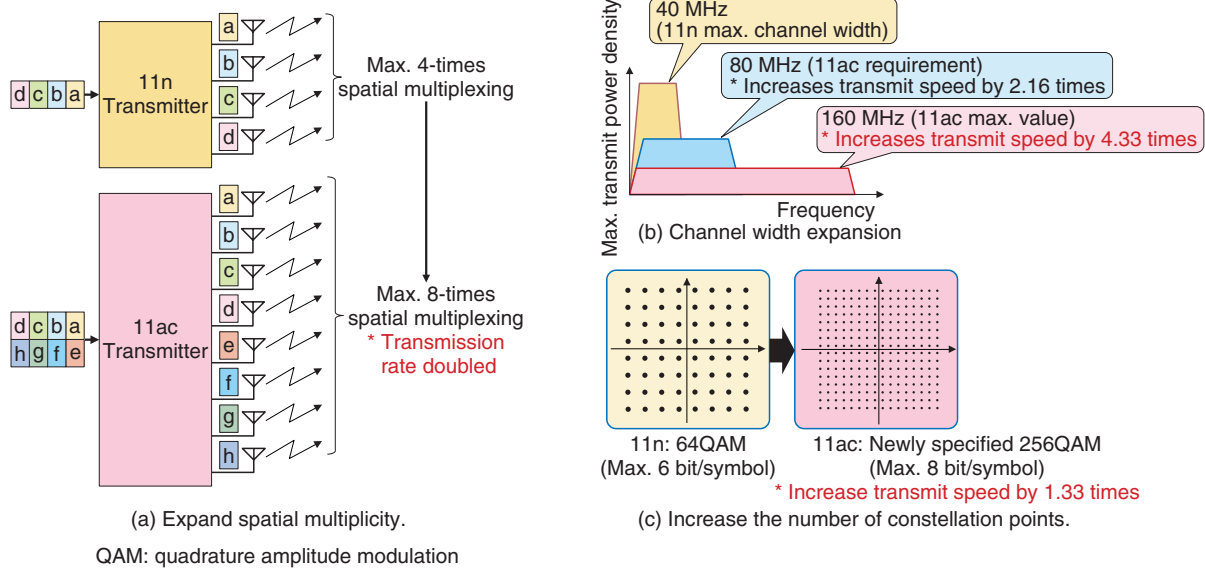 d c b a
11n
Transmitter
a
b
c
d
Max. 4-times
spatial multiplexing
d c b a
h g f e
11ac
Transmitter
a
b
c
d
e
f
g
h
Max. 8-times
spatial multiplexing
* Transmission
rate doubled
(a) Expand spatial multiplicity.
QAM: quadrature amplitude modulation
Max. transmit power density
40 MHz
(11n max. channel width)
80 MHz (11ac requirement)
* Increases transmit speed by 2.16 times
160 MHz (11ac max. value)
* Increases transmit speed by 4.33 times
Frequency
(b) Channel width expansion
11n: 64QAM
(Max. 6 bit/symbol)
11ac: Newly specified 256QAM
(Max. 8 bit/symbol)
* Increase transmit speed by 1.33 times
(c) Increase the number of constellation points.